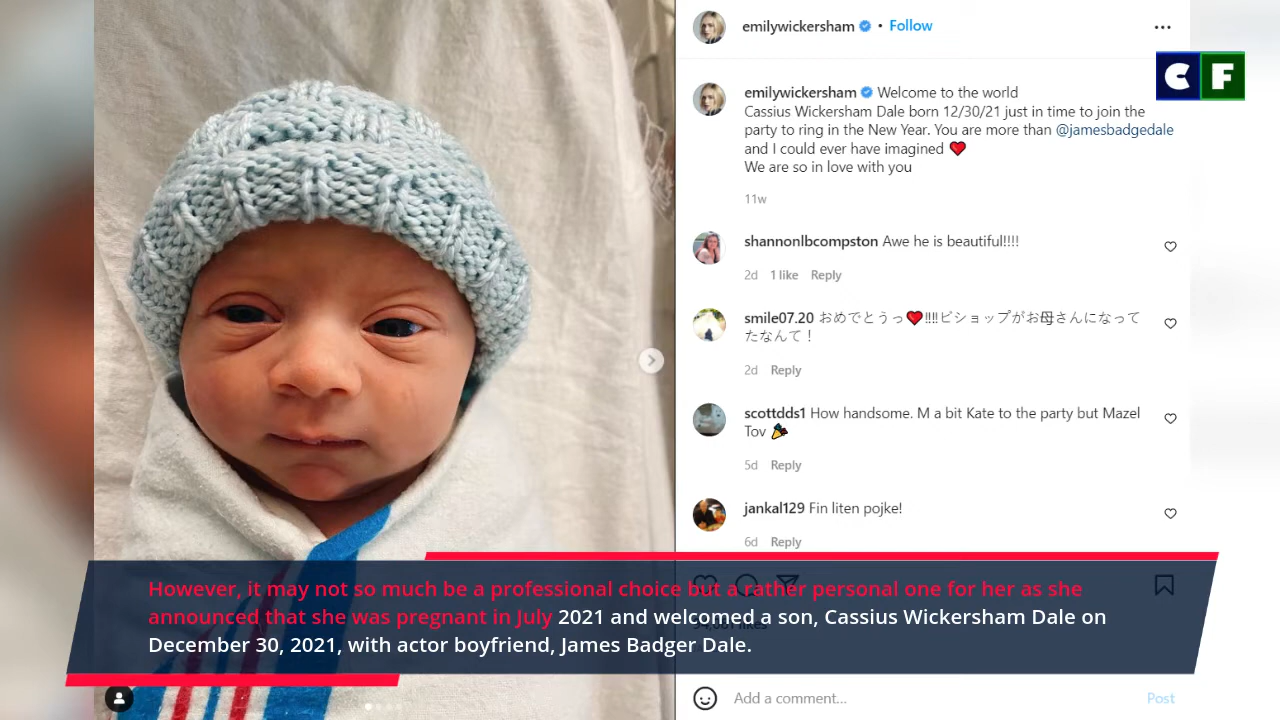 emilywickersham • Follow
C F
emilywickersham Welcome to the world
Cassius Wickersham Dale born 12/30/21 just in time to join the
party to ring in the New Year. You are more than @jamesbadgedale
and I could ever have imagined ❤️
We are so in love with you
11w
shannonlbcompston Awe he is beautiful!!!!
2d 1 like Reply
smile07.20 おめでとうっ❤️!!!!ビショップがお母さんになって
たなんて！
2d Reply
scottdds1 How handsome. M a bit Kate to the party but Mazel
Tov 🎉
5d Reply
jankal129 Fin liten pojke!
6d Reply
likes
However, it may not so much be a professional choice but a rather personal one for her as she
announced that she was pregnant in July 2021 and welcomed a son, Cassius Wickersham Dale on
December 30, 2021, with actor boyfriend, James Badger Dale.
Add a comment... Post